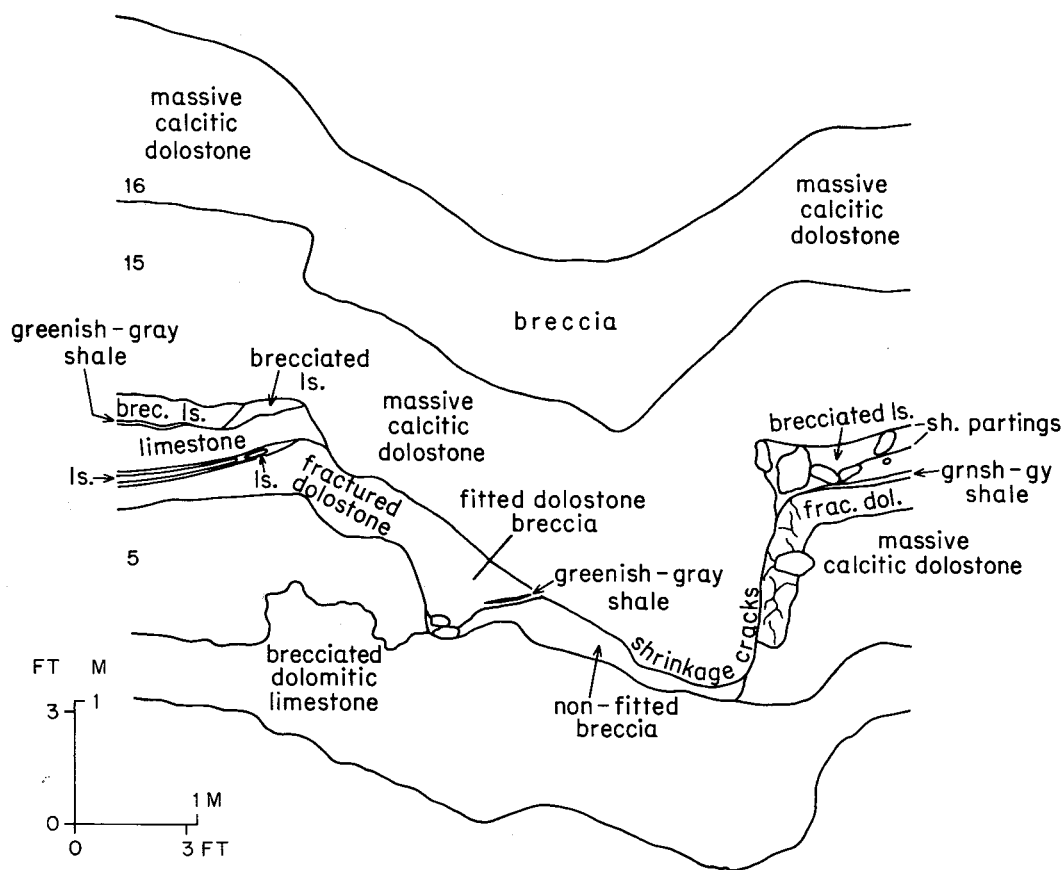 massive
calcitic
dolostone
16
massive
calcitic
dolostone
15
breccia
greenish-gray
shale
brecciated
ls.
brec. ls.
limestone
ls.
ls.
massive
calcitic
dolostone
fractured
dolostone
fitted dolostone
breccia
brecciated ls.
sh. partings
grnsh-gy
shale
frac. dol.
massive
calcitic dolostone
5
greenish-gray
shale
shrinkage cracks
brecciated
dolomitic
limestone
non-fitted
breccia
FT M
3 1
0
1 M
0 3 FT